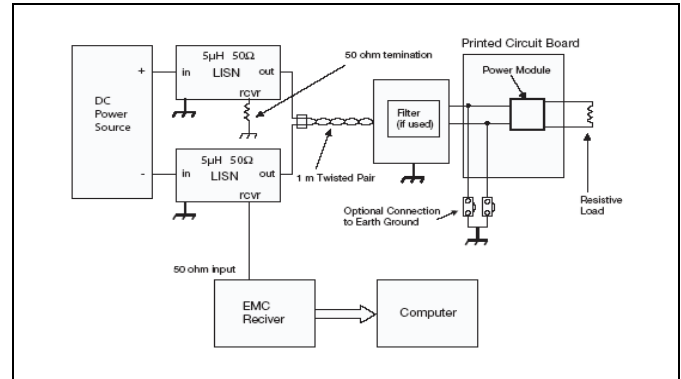 Printed Circuit Board
50 ohm temination
Power Module
5µH 50Ω
+
in
out
LISN
rcvr
DC
Power
Source
Filter
(if used)
5µH 50Ω
-
in
out
LISN
rcvr
1 m Twisted Pair
Optional Connection
to Earth Ground
Resistive
Load
50 ohm input
EMC
Reciver
Computer